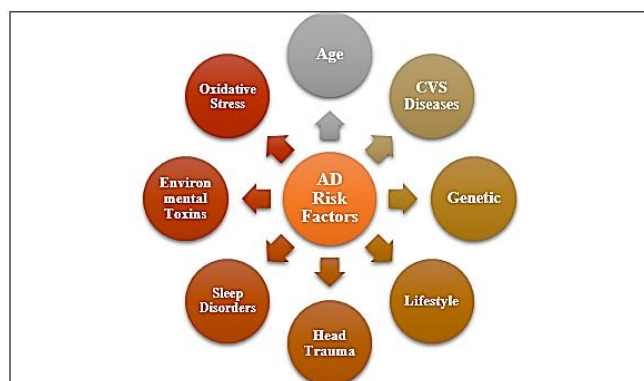 Age
CVS
Diseases
Genetic
Lifestyle
Head
Trauma
Sleep
Disorders
Environ
mental
Toxins
Oxidative
Stress
AD
Risk
Factors